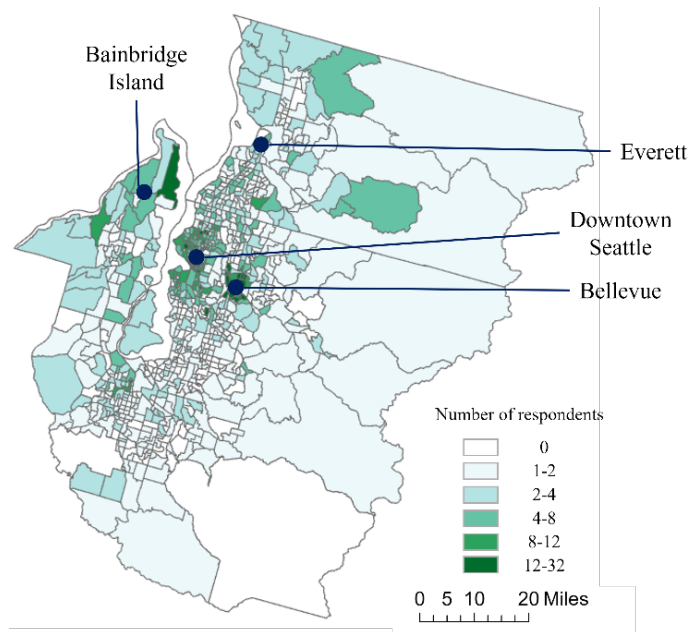 Bainbridge
Island
Everett
Downtown
Seattle
Bellevue
Number of respondents
0
1-2
2-4
4-8
8-12
12-32
0 5 10 20 Miles